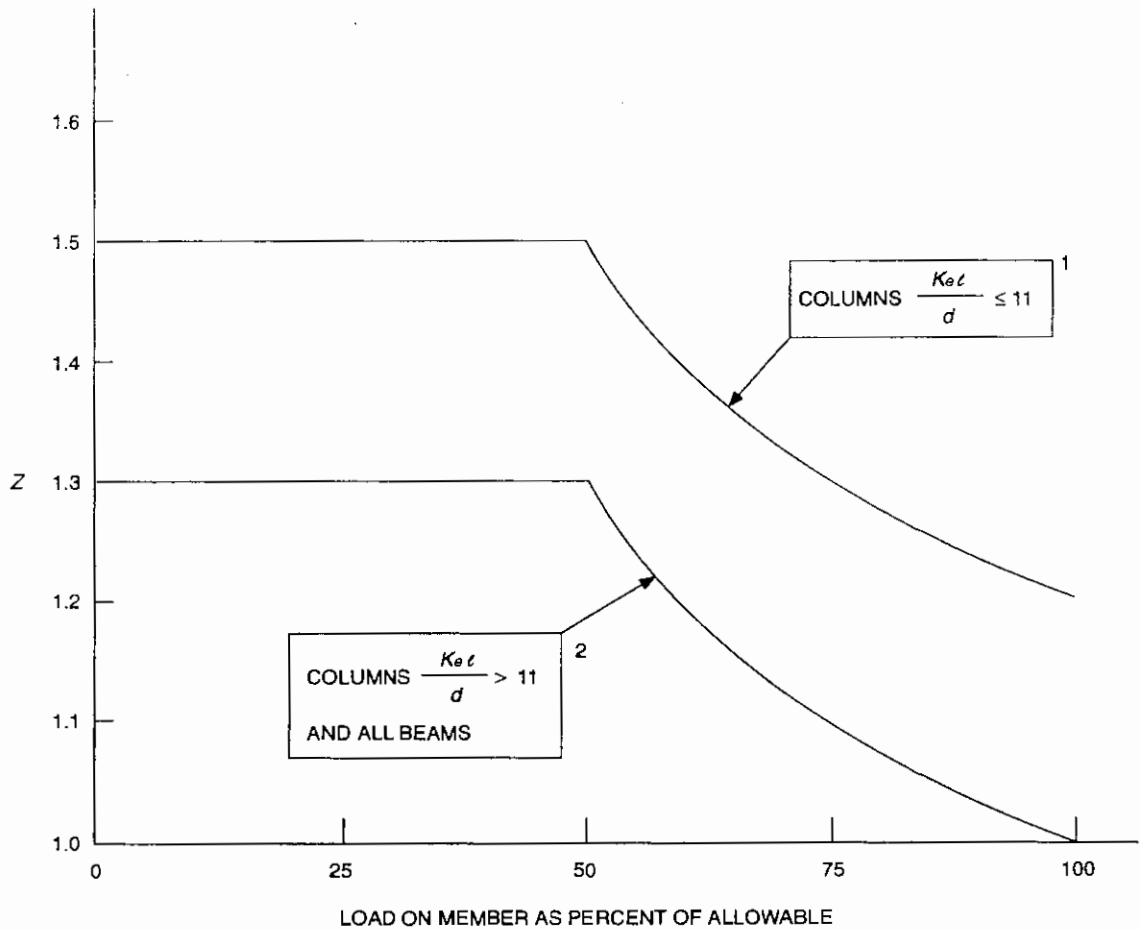 1.6
1.5
1
COLUMNS Keℓ/d ≤ 11
1.4
Z 1.3
1.2
2
COLUMNS Keℓ/d > 11
AND ALL BEAMS
1.1
1.0
0 25 50 75 100
LOAD ON MEMBER AS PERCENT OF ALLOWABLE